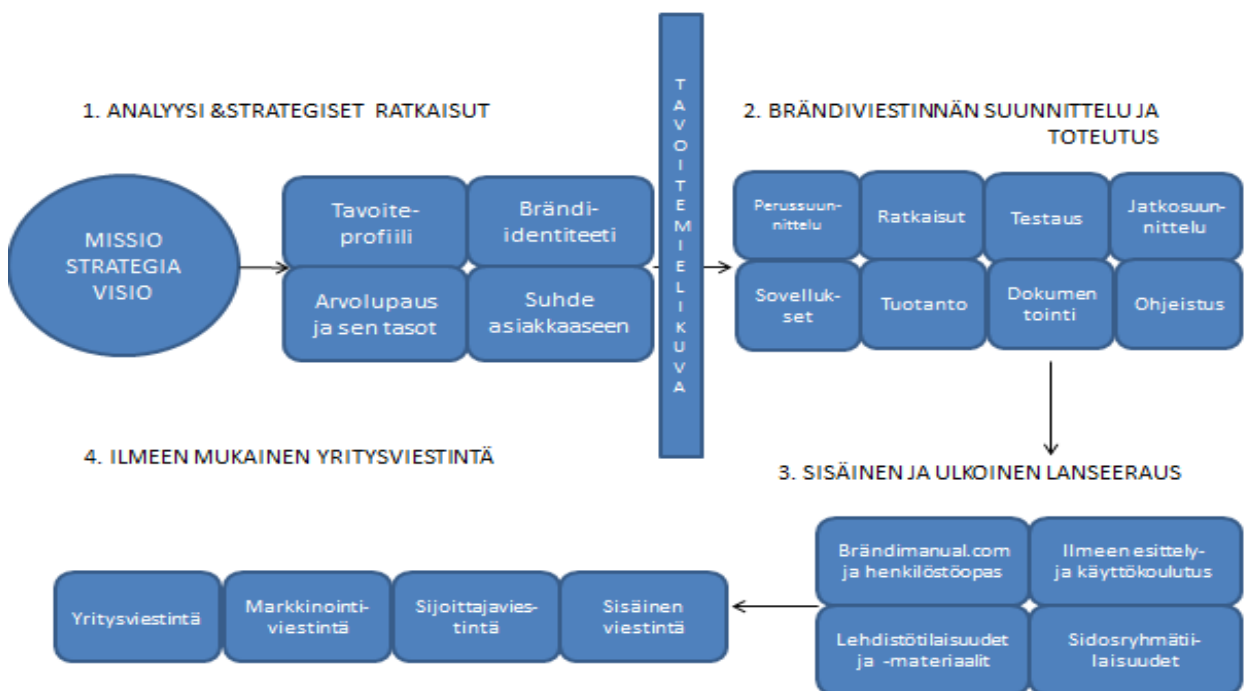 1. ANALYYSI &STRATEGISET RATKAISUT
MISSIO
STRATEGIA
VISIO
Tavoite-
profiili
Brändi-
identiteeti
Arvolupaus
ja sen tasot
Suhde
asiakkaaseen
TAVOITEMIELIKUVA
2. BRÄNDIVIESTINNÄN SUUNNITTELU JA
TOTEUTUS
Perussuun-
nittelu
Ratkaisut
Testaus
Jatkosuun-
nittelu
Sovelluk-
set
Tuotanto
Dokumen
tointi
Ohjeistus
3. SISÄINEN JA ULKOINEN LANSEERAUS
Brändimanual.com
ja henkilöstöopas
Ilmeen esittely-
ja käyttökoulutus
Lehdistötilaisuudet
ja -materiaalit
Sidosryhmätii-
laisuudet
4. ILMEEN MUKAINEN YRITYSVIESTINTÄ
Yritysviestintä
Markkinointi-
viestintä
Sijoittajavies-
tintä
Sisäinen
viestintä